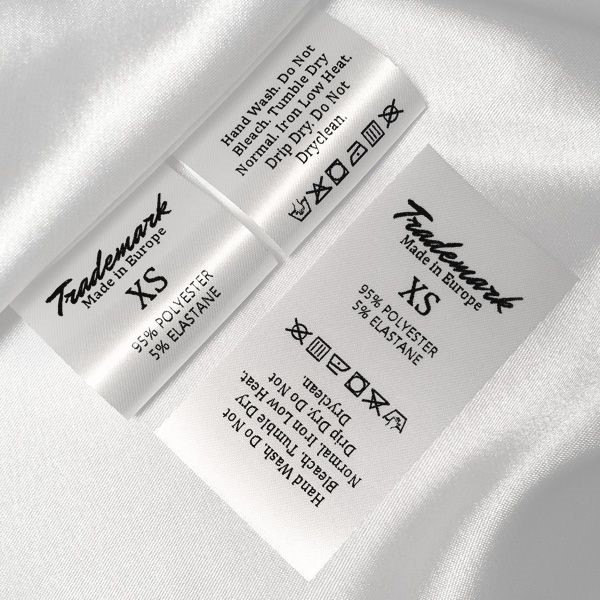 Hand Wash. Do Not
Bleach. Tumble Dry
Normal. Iron Low Heat.
Drip Dry. Do Not
Dryclean.
Trademark
Made in Europe
XS
95% POLYESTER
5% ELASTANE
Trademark
Made in Europe
XS
95% POLYESTER
5% ELASTANE
Hand Wash. Do Not
Bleach. Tumble Dry
Normal. Iron Low Heat.
Drip Dry. Do Not
Dryclean.